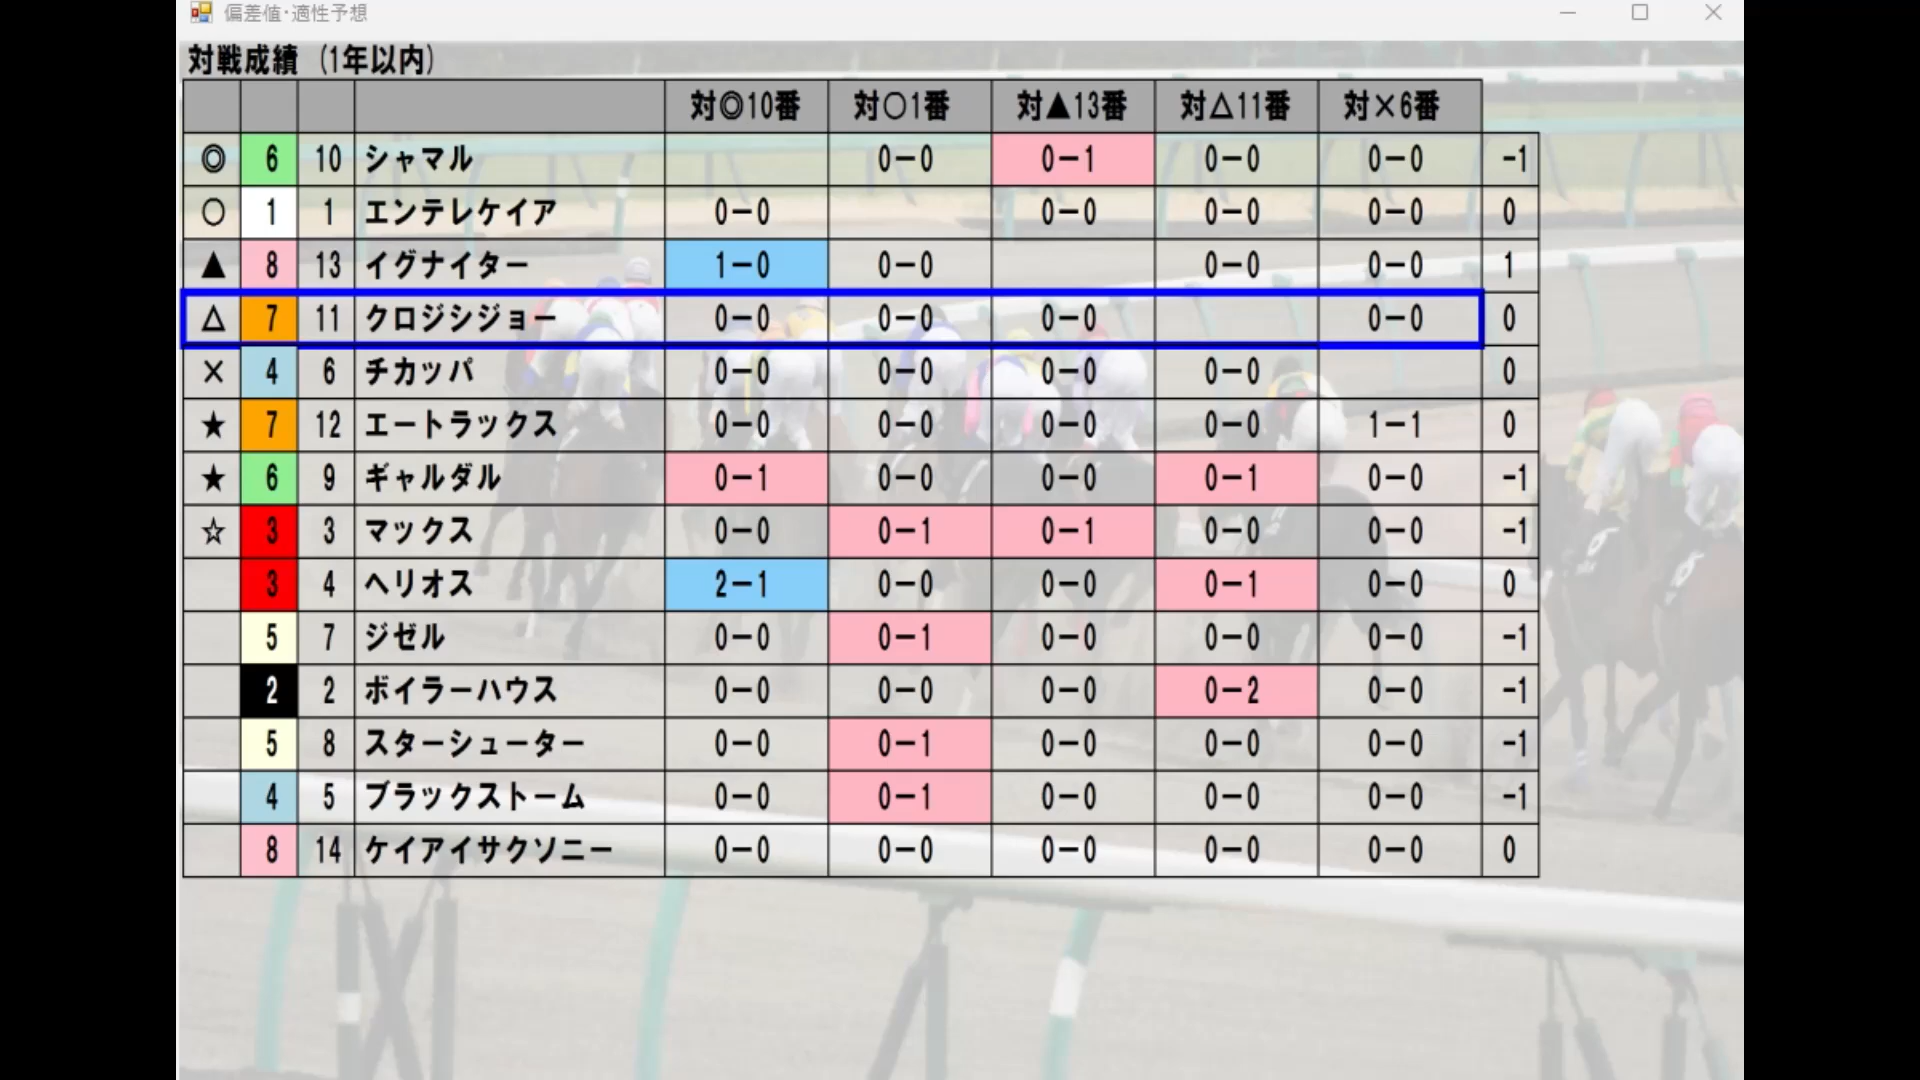 偏差値・適性予想
対戦成績 (1年以内)
対◎10番 対○1番 対▲13番 対△11番 対×6番
◎ 6 10 シャマル 0－0 0－1 0－0 0－0 -1
○ 1 1 エンテレケイア 0－0 0－0 0－0 0－0 0
▲ 8 13 イグナイター 1－0 0－0 0－0 0－0 1
△ 7 11 クロジシジョー 0－0 0－0 0－0 0－0 0
× 4 6 チカッパ 0－0 0－0 0－0 0－0 0
★ 7 12 エートラックス 0－0 0－0 0－0 0－0 1－1 0
★ 6 9 ギャルダル 0－1 0－0 0－0 0－1 0－0 -1
☆ 3 3 マックス 0－0 0－1 0－1 0－0 0－0 -1
3 4 ヘリオス 2－1 0－0 0－0 0－1 0－0 0
5 7 ジゼル 0－0 0－1 0－0 0－0 0－0 -1
2 2 ボイラーハウス 0－0 0－0 0－0 0－2 0－0 -1
5 8 スターシューター 0－0 0－1 0－0 0－0 0－0 -1
4 5 ブラックストーム 0－0 0－1 0－0 0－0 0－0 -1
8 14 ケイアイサクソニー 0－0 0－0 0－0 0－0 0－0 0